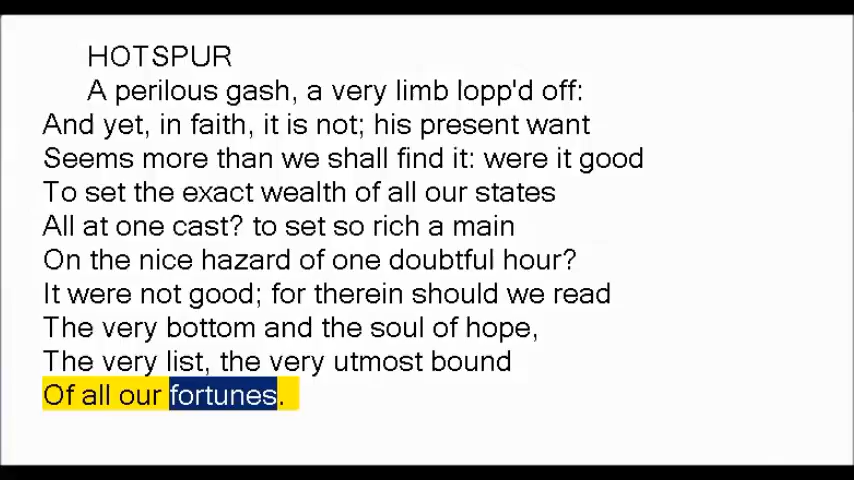 HOTSPUR
A perilous gash, a very limb lopp'd off:
And yet, in faith, it is not; his present want
Seems more than we shall find it: were it good
To set the exact wealth of all our states
All at one cast? to set so rich a main
On the nice hazard of one doubtful hour?
It were not good; for therein should we read
The very bottom and the soul of hope,
The very list, the very utmost bound
Of all our fortunes.